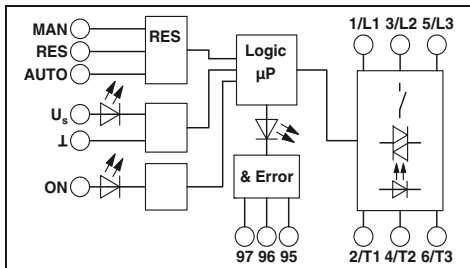 MAN
RES
AUTO
Us
⊥
ON
RES
Logic
µP
& Error
97 96 95
1/L1 3/L2 5/L3
2/T1 4/T2 6/T3